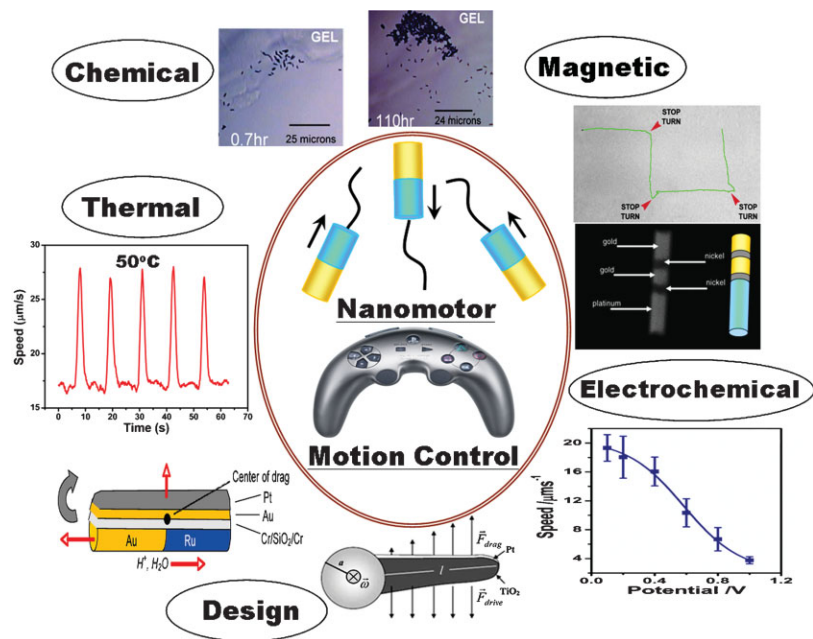 Chemical
GEL
0.7hr
25 microns
GEL
110hr
24 microns
Magnetic
STOP
TURN
STOP
TURN
STOP
TURN
gold
nickel
gold
nickel
platinum
Thermal
50°C
30
25
20
15
Speed (μm/s)
0 10 20 30 40 50 60 70
Time (s)
Nanomotor
Motion Control
Electrochemical
20
16
12
8
4
Speed /μms⁻¹
0.0 0.4 0.8 1.2
Potential /V
Center of drag
Pt
Au
Cr/SiO₂/Cr
Au
Ru
H⁺, H₂O
Design
a
ω⃗
l
F⃗drag
Pt
TiO₂
F⃗drive